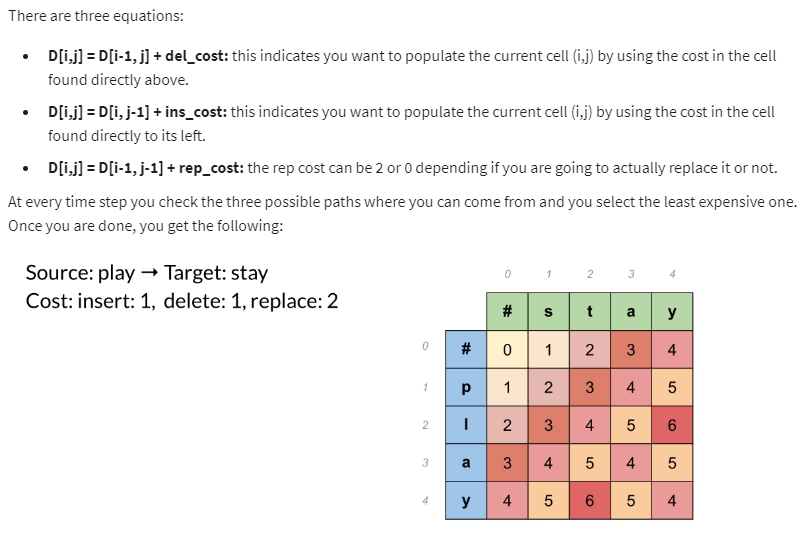 There are three equations:
• D[i,j] = D[i-1, j] + del_cost: this indicates you want to populate the current cell (i,j) by using the cost in the cell
found directly above.
• D[i,j] = D[i, j-1] + ins_cost: this indicates you want to populate the current cell (i,j) by using the cost in the cell
found directly to its left.
• D[i,j] = D[i-1, j-1] + rep_cost: the rep cost can be 2 or 0 depending if you are going to actually replace it or not.
At every time step you check the three possible paths where you can come from and you select the least expensive one.
Once you are done, you get the following:
Source: play → Target: stay
Cost: insert: 1, delete: 1, replace: 2
0 1 2 3 4
# s t a y
0 # 0 1 2 3 4
1 p 1 2 3 4 5
2 l 2 3 4 5 6
3 a 3 4 5 4 5
4 y 4 5 6 5 4